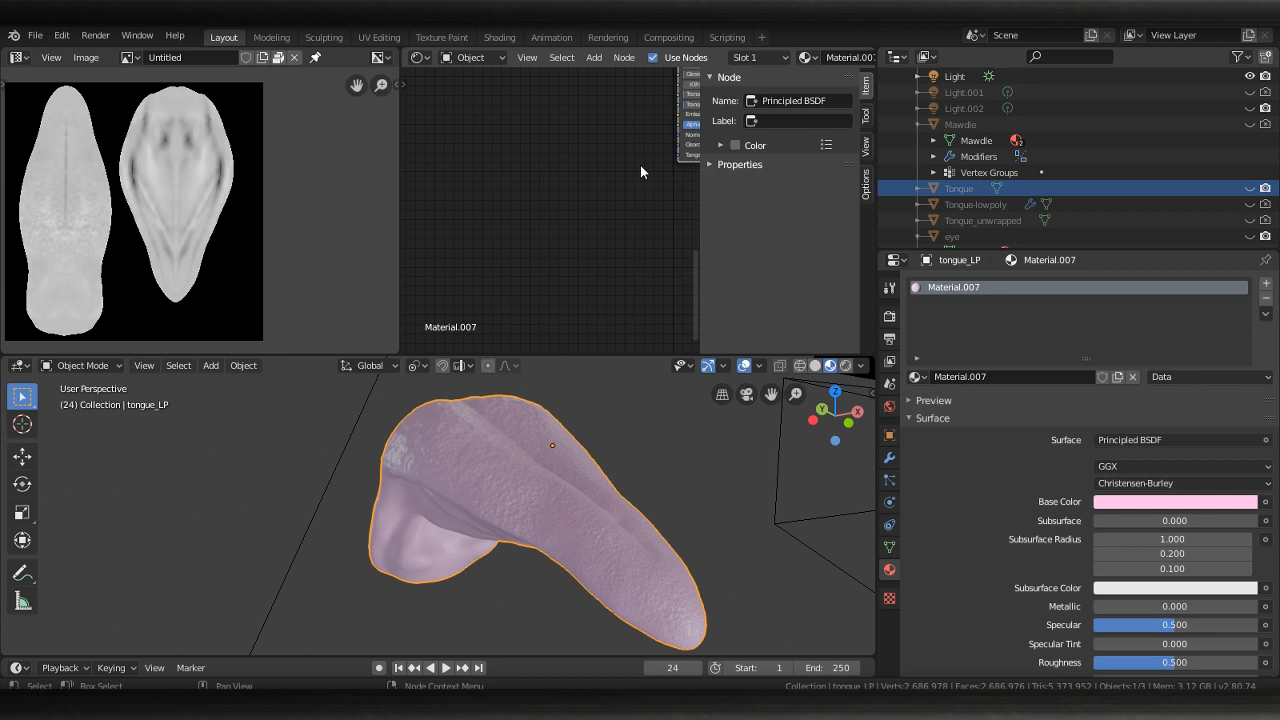 File Edit Render Window Help Layout Modeling Sculpting UV Editing Texture Paint Shading Animation Rendering Compositing Scripting + Scene View Layer
View Image Untitled Object View Select Add Node Use Nodes Slot 1 Material.007
Node
Name: Principled BSDF
Label:
Color
Properties
Item
Tool
View
Options
Material.007
Light
Light.001
Light.002
Mawdle
Mawdle
2
Modifiers
Vertex Groups
Tongue
Tongue-lowpoly
Tongue_unwrapped
eye
tongue_LP Material.007
Material.007
Material.007 Data
Preview
Surface
Surface Principled BSDF
GGX
Christensen-Burley
Base Color
Subsurface 0.000
Subsurface Radius 1.000
0.200
0.100
Subsurface Color
Metallic 0.000
Specular 0.500
Specular Tint 0.000
Roughness 0.500
Object Mode View Select Add Object Global
User Perspective
(24) Collection | tongue_LP
Z
Y
X
Playback Keying View Marker 24 Start: 1 End: 250
Select Box Select Pan View Node Context Menu Collection | tongue_LP | Verts:2,686,978 | Faces:2,686,976 | Tris:5,373,952 | Objects:1/3 | Mem: 3.12 GB | v2.80.74